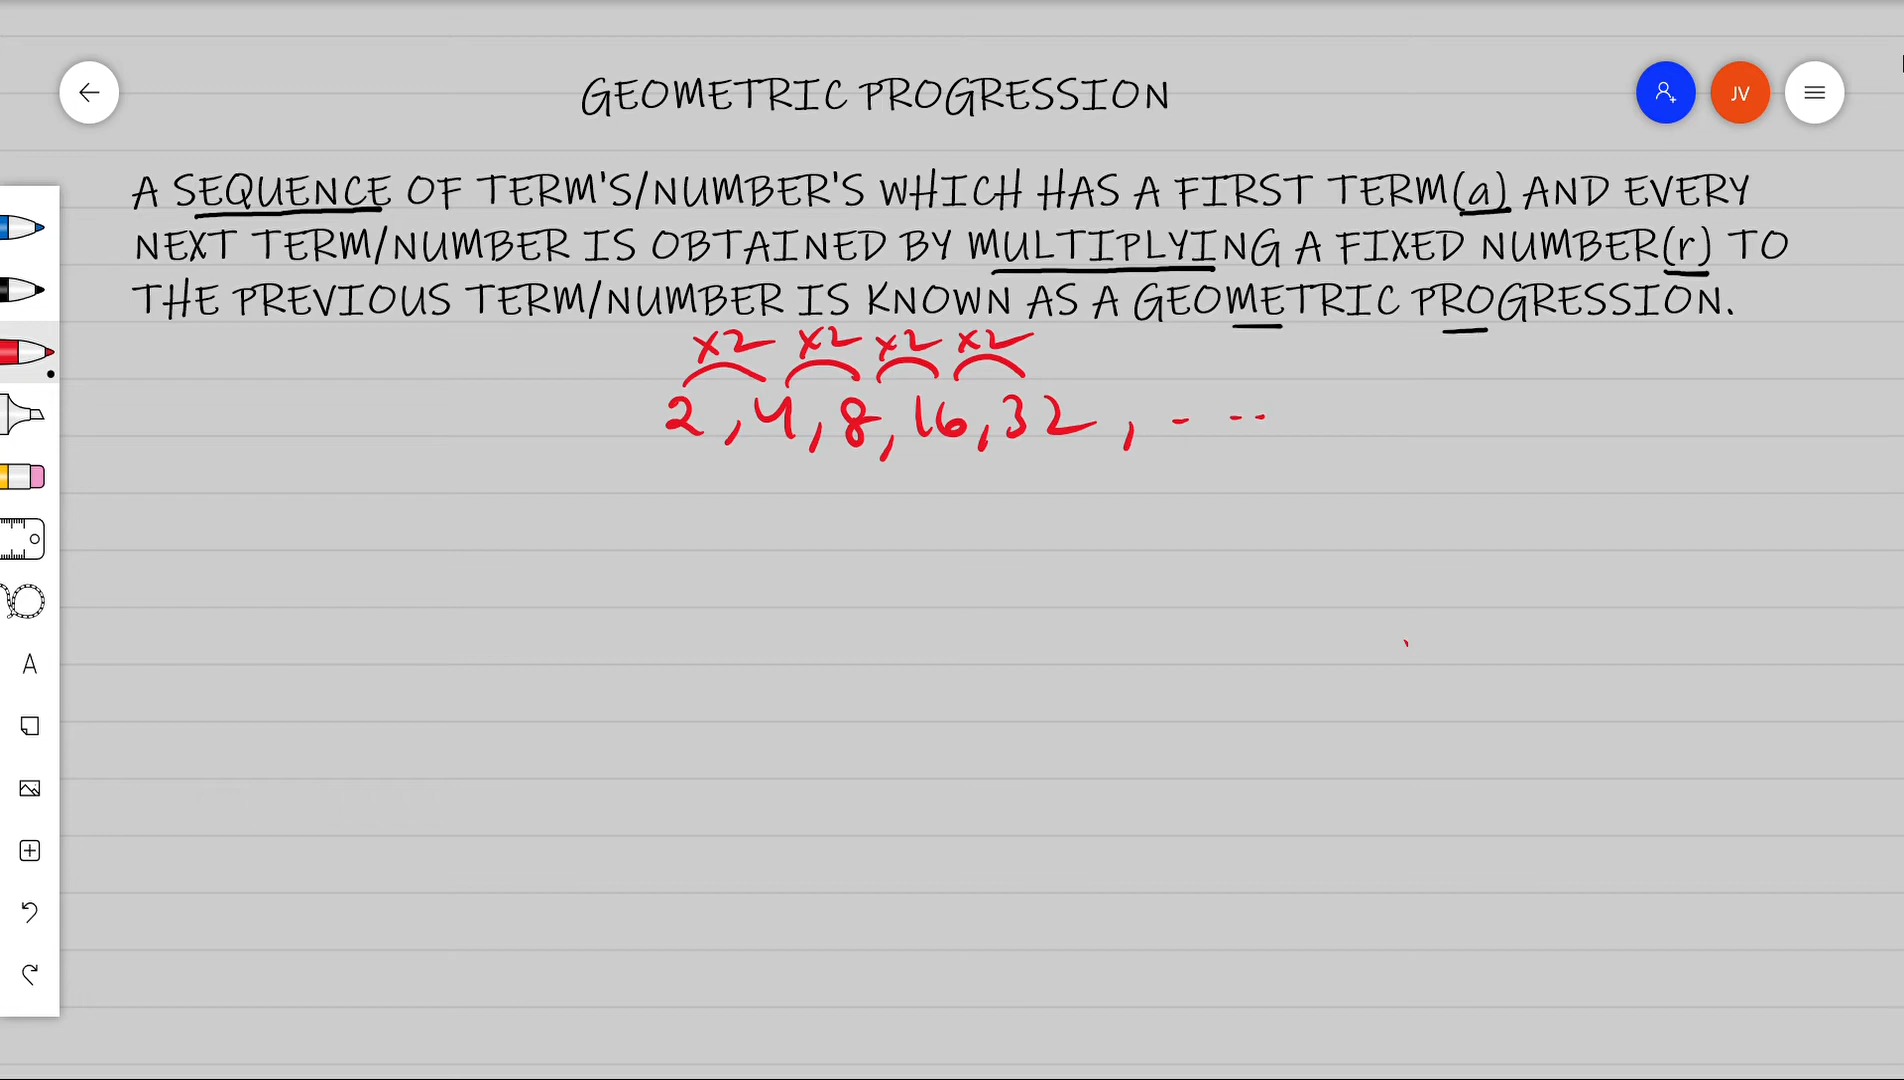 GEOMETRIC PROGRESSION
JV
A SEQUENCE OF TERM'S/NUMBER'S WHICH HAS A FIRST TERM(a) AND EVERY
NEXT TERM/NUMBER IS OBTAINED BY MULTIPLYING A FIXED NUMBER(r) TO
THE PREVIOUS TERM/NUMBER IS KNOWN AS A GEOMETRIC PROGRESSION.
×2 ×2 ×2 ×2
2, 4, 8, 16, 32, - --
A